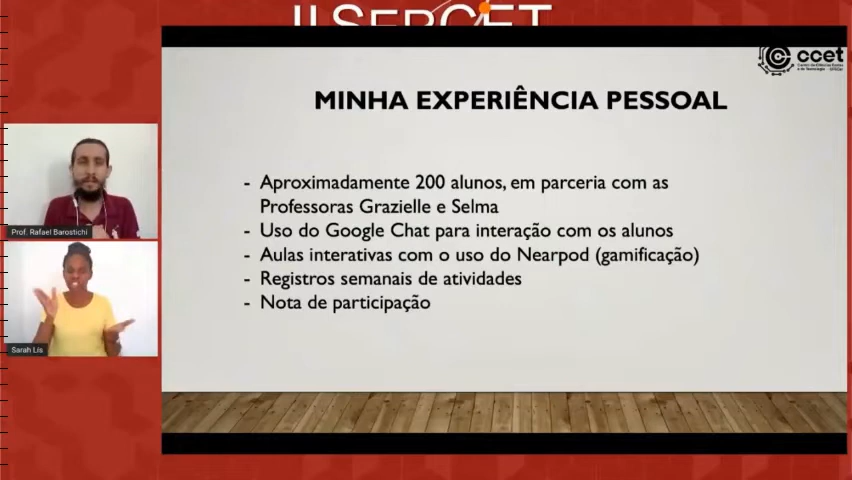 II SERCET
ccet
MINHA EXPERIÊNCIA PESSOAL
- Aproximadamente 200 alunos, em parceria com as
Professoras Grazielle e Selma
- Uso do Google Chat para interação com os alunos
- Aulas interativas com o uso do Nearpod (gamificação)
- Registros semanais de atividades
- Nota de participação
Prof. Rafael Barostichi
Sarah Lis